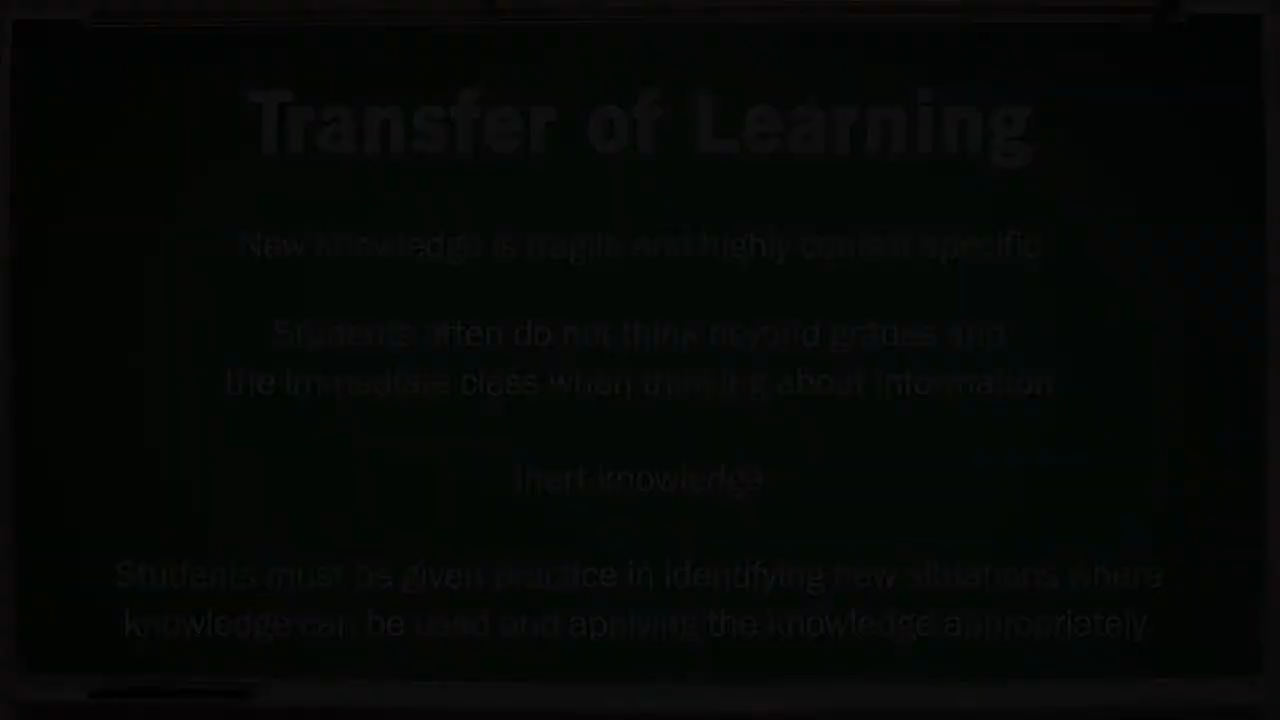 Transfer of Learning
New knowledge is fragile and highly context specific
Students often do not think beyond grades and
the immediate class when thinking about information
Inert knowledge
Students must be given practice in identifying new situations where
knowledge can be used and applying the knowledge appropriately